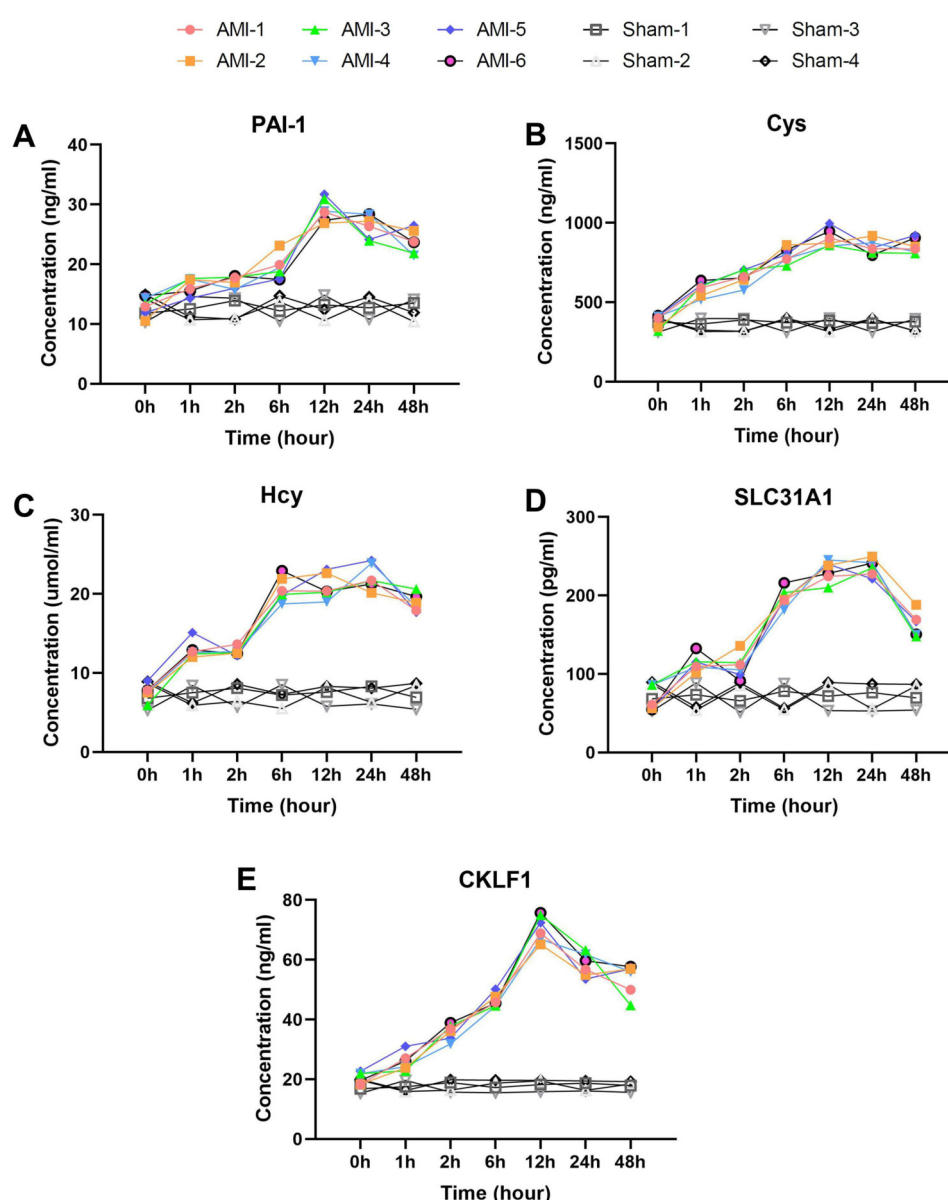 AMI-1 AMI-3 AMI-5 Sham-1 Sham-3
AMI-2 AMI-4 AMI-6 Sham-2 Sham-4
A PAI-1
Concentration (ng/ml)
40
30
20
10
0
0h 1h 2h 6h 12h 24h 48h
Time (hour)
B Cys
Concentration (ng/ml)
1500
1000
500
0
0h 1h 2h 6h 12h 24h 48h
Time (hour)
C Hcy
Concentration (umol/ml)
30
20
10
0
0h 1h 2h 6h 12h 24h 48h
Time (hour)
D SLC31A1
Concentration (pg/ml)
300
200
100
0
0h 1h 2h 6h 12h 24h 48h
Time (hour)
E CKLF1
Concentration (ng/ml)
80
60
40
20
0
0h 1h 2h 6h 12h 24h 48h
Time (hour)